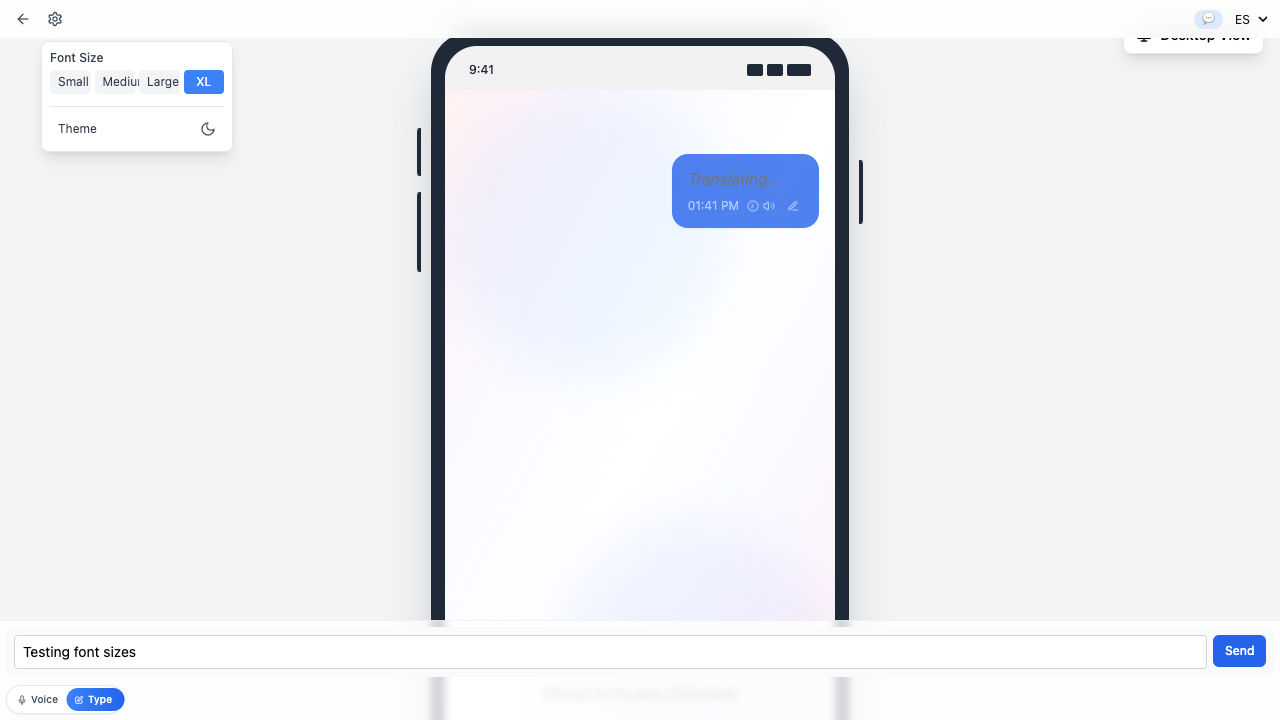 ES
Desktop View
Font Size
Small Medium Large XL
Theme
9:41
Translating...
01:41 PM
Testing font sizes
Send
Voice Type